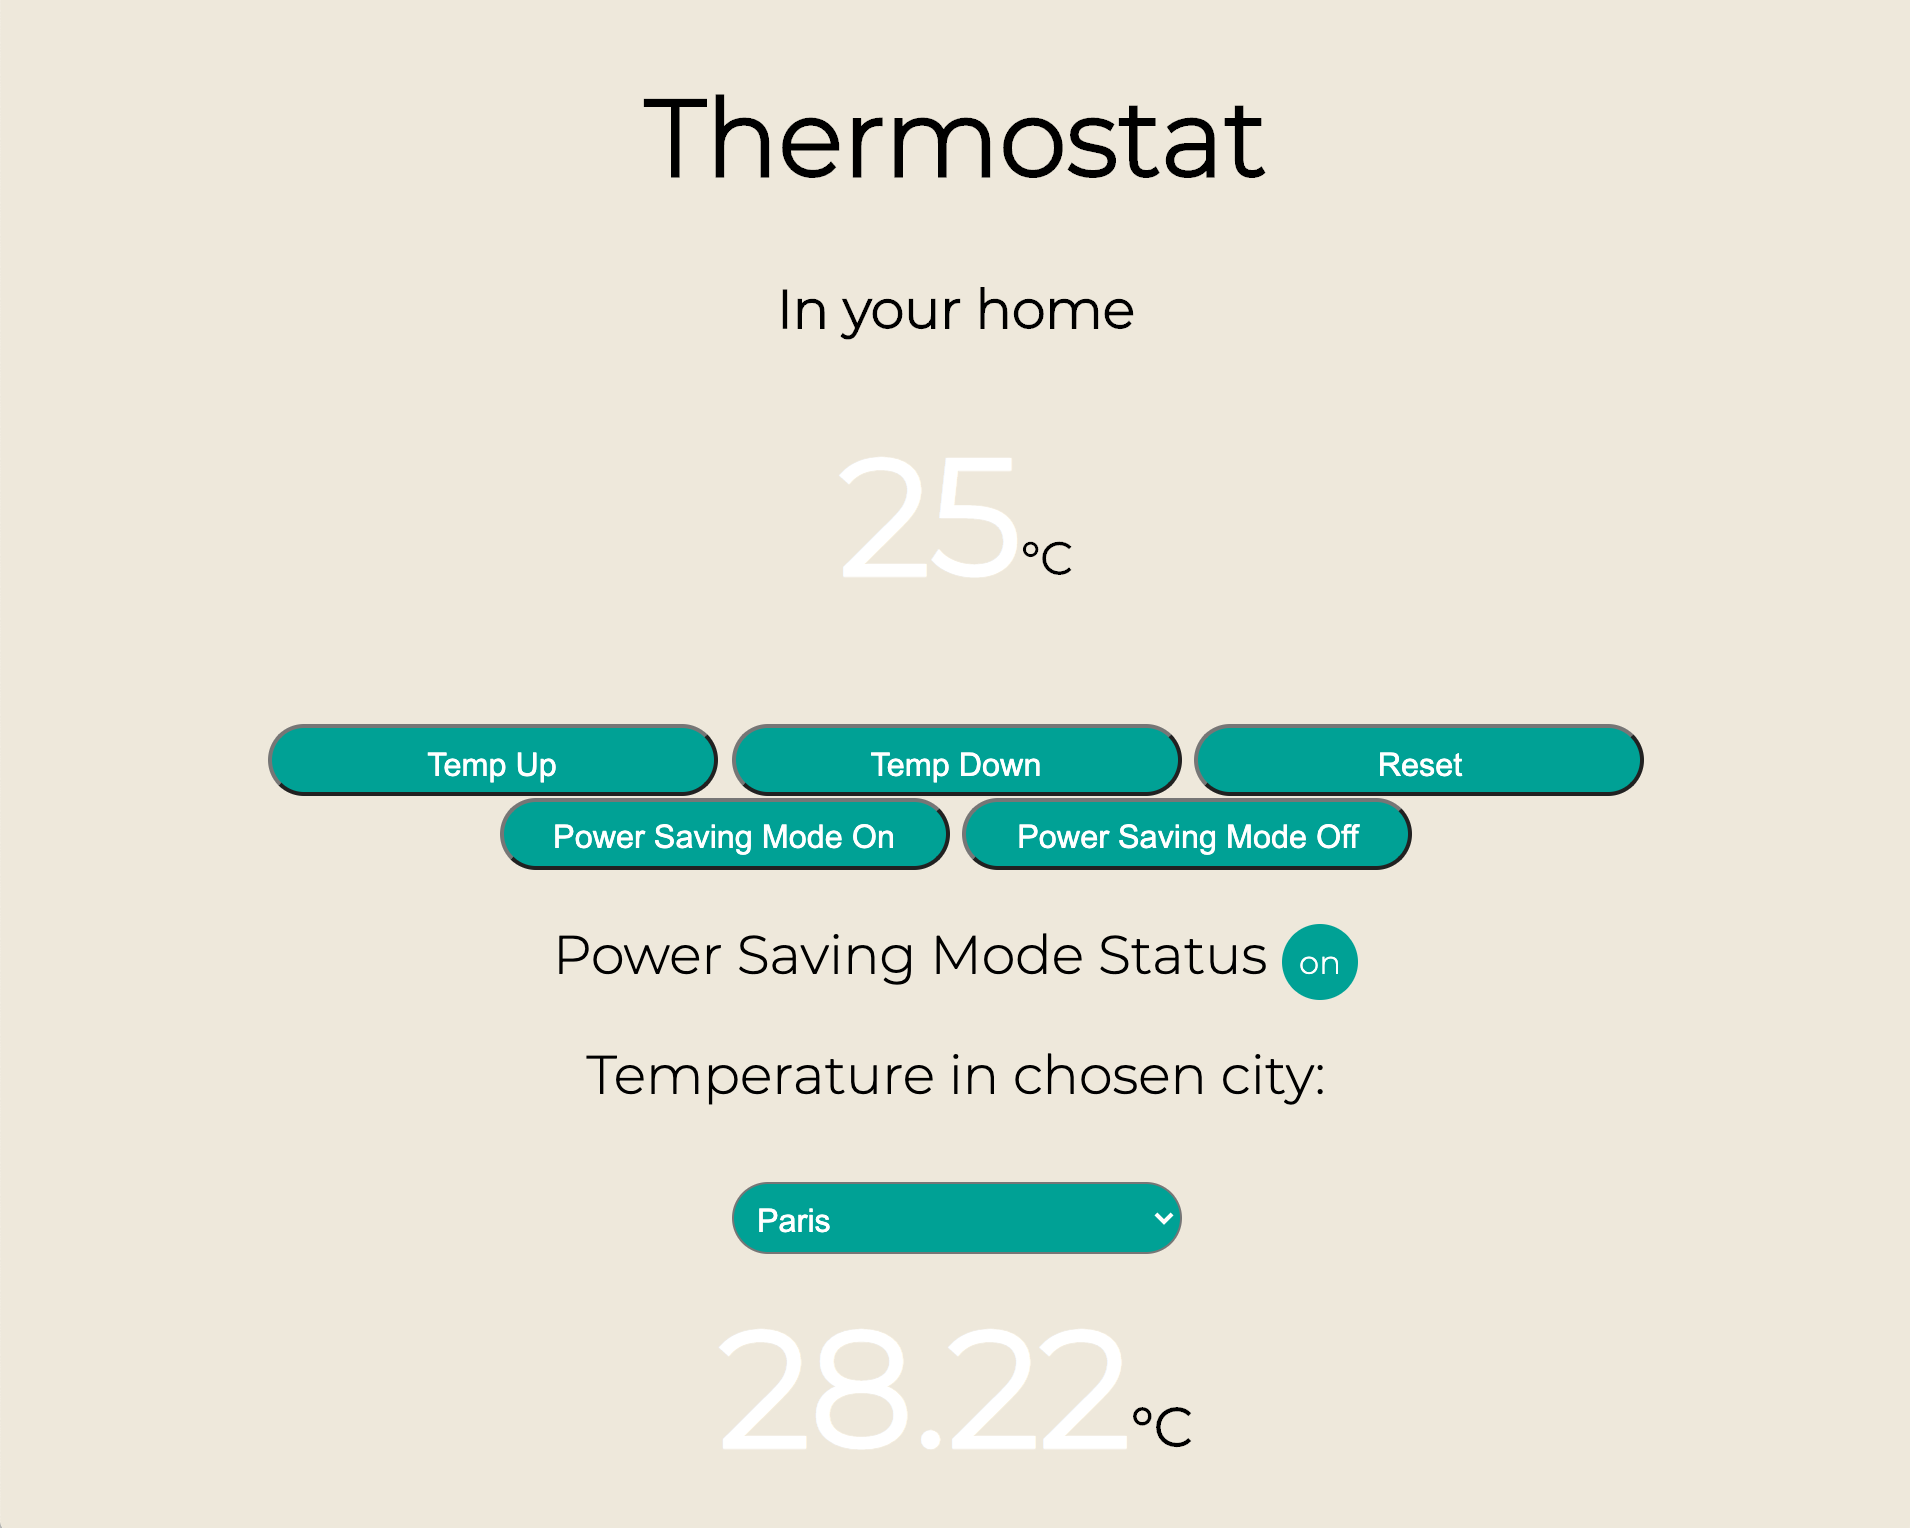 Thermostat
In your home
25°C
Temp Up Temp Down Reset
Power Saving Mode On Power Saving Mode Off
Power Saving Mode Status on
Temperature in chosen city:
Paris
28.22°C